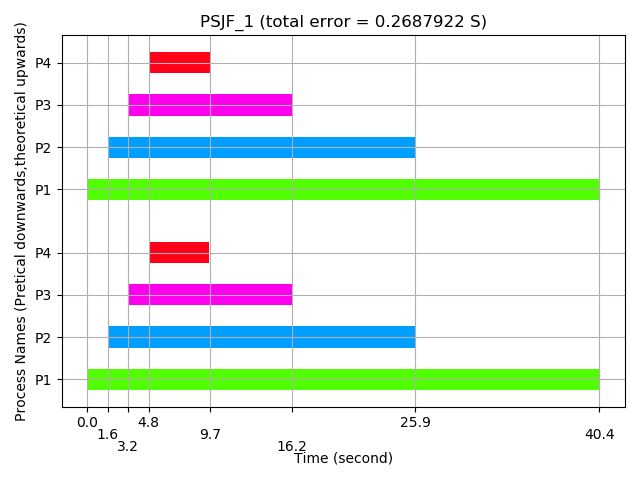 PSJF_1 (total error = 0.2687922 S)
Process Names (Pretical downwards,theoretical upwards)
P4
P3
P2
P1
P4
P3
P2
P1
0.0 4.8 25.9 40.4
1.6 9.7
3.2 16.2
Time (second)